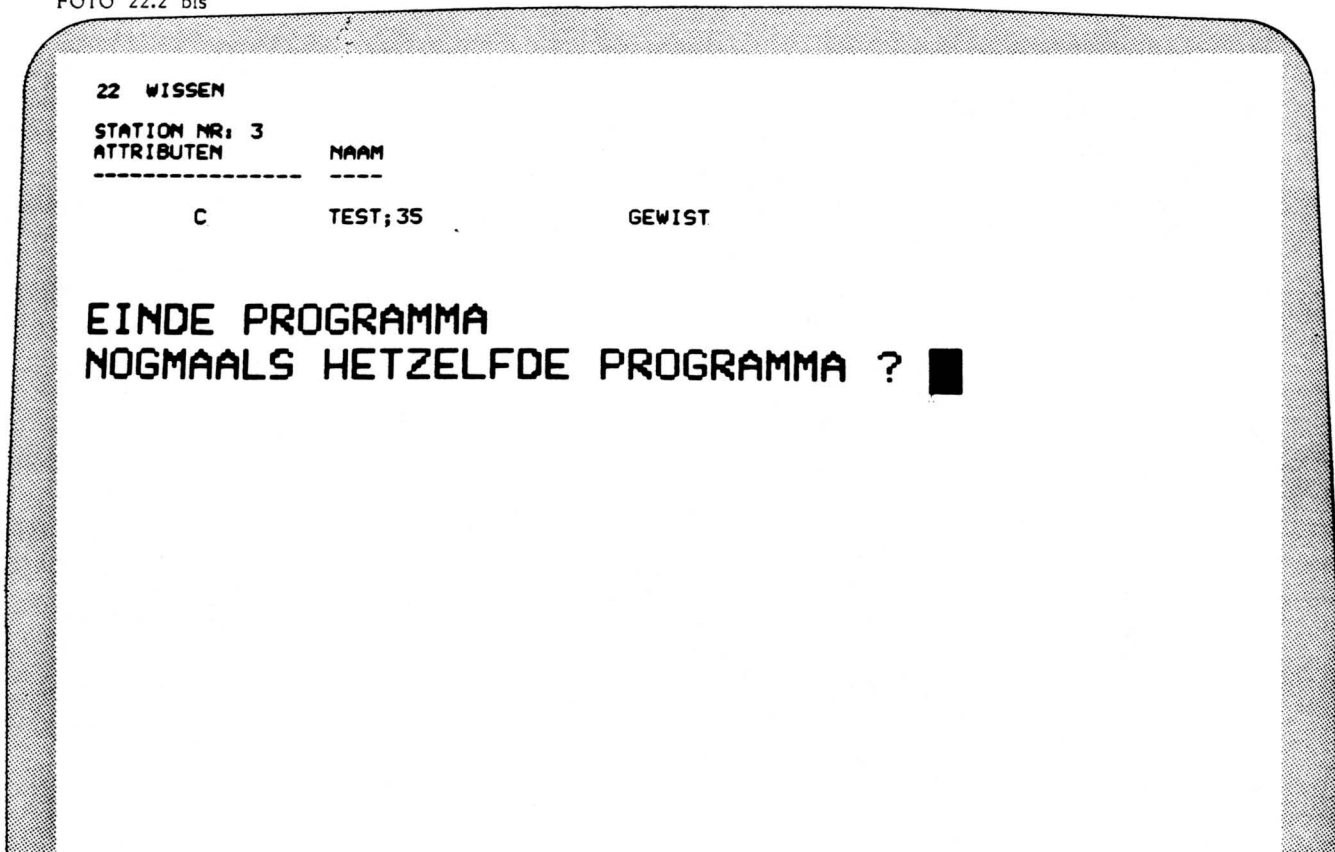 FOTO 22.2 bis
22 WISSEN
STATION NR: 3
ATTRIBUTEN NAAM
----------------- ----
C TEST;35 GEWIST
EINDE PROGRAMMA
NOGMAALS HETZELFDE PROGRAMMA ?